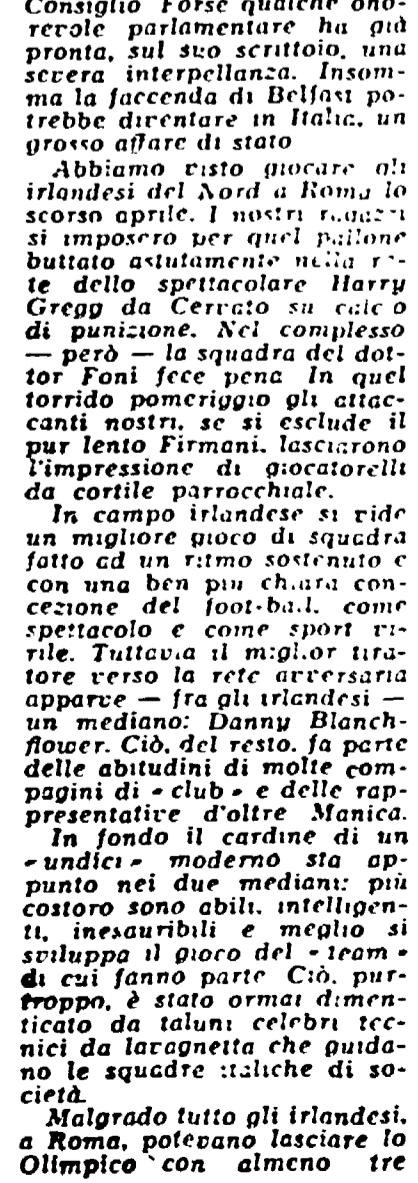 Consiglio Forse qualche ono-
revole parlamentare ha già
pronta, sul suo scrittoio, una
severa interpellanza. Insom-
ma la faccenda di Belfast po-
trebbe diventare in Italia, un
grosso affare di stato
Abbiamo visto giocare gli
irlandesi del Nord a Roma lo
scorso aprile. I nostri ragazzi
si imposero per quel pallone
buttato astutamente nella re-
te dello spettacolare Harry
Gregg da Cervato su calcio
di punizione. Nel complesso
— però — la squadra del dot-
tor Foni fece pena In quel
torrido pomeriggio gli attac-
canti nostri, se si esclude il
pur lento Firmani, lasciarono
l'impressione di giocatorelli
da cortile parrocchiale.
In campo irlandese si vide
un migliore gioco di squadra
fatto ad un ritmo sostenuto e
con una ben più chiara con-
cezione del foot-ball, come
spettacolo e come sport vi-
rile. Tuttavia il miglior tira-
tore verso la rete avversaria
apparve — fra gli irlandesi —
un mediano: Danny Blanch-
flower. Ciò, del resto, fa parte
delle abitudini di molte com-
pagini di « club » e delle rap-
presentative d'oltre Manica.
In fondo il cardine di un
« undici » moderno sta ap-
punto nei due mediani: più
costoro sono abili, intelligen-
ti, inesauribili e meglio si
sviluppa il gioco del « team »
di cui fanno parte Ciò, pur-
troppo, è stato ormai dimen-
ticato da taluni celebri tec-
nici da lavagnetta che guida-
no le squadre italiche di so-
cietà.
Malgrado tutto gli irlandesi,
a Roma, potevano lasciare lo
Olimpico con almeno tre